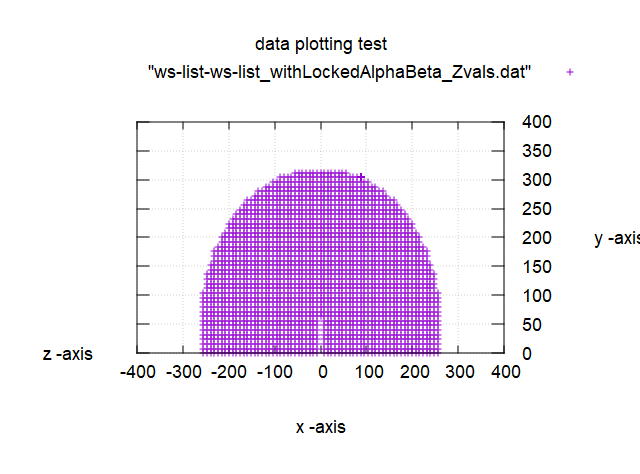 data plotting test
"ws-list-ws-list_withLockedAlphaBeta_Zvals.dat"
400
350
300
250
200
150
100
50
0
y -axis
z -axis
-400 -300 -200 -100 0 100 200 300 400
x -axis